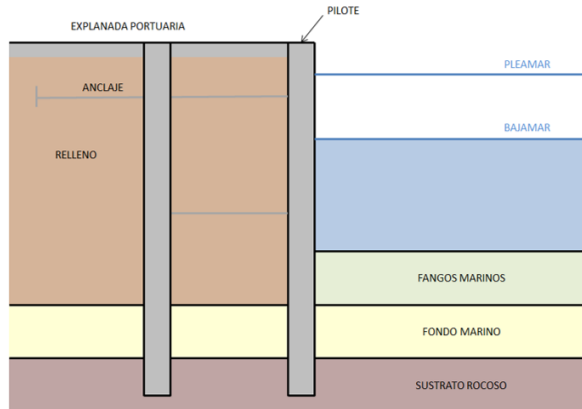 PILOTE
EXPLANADA PORTUARIA
PLEAMAR
ANCLAJE
BAJAMAR
RELLENO
FANGOS MARINOS
FONDO MARINO
SUSTRATO ROCOSO